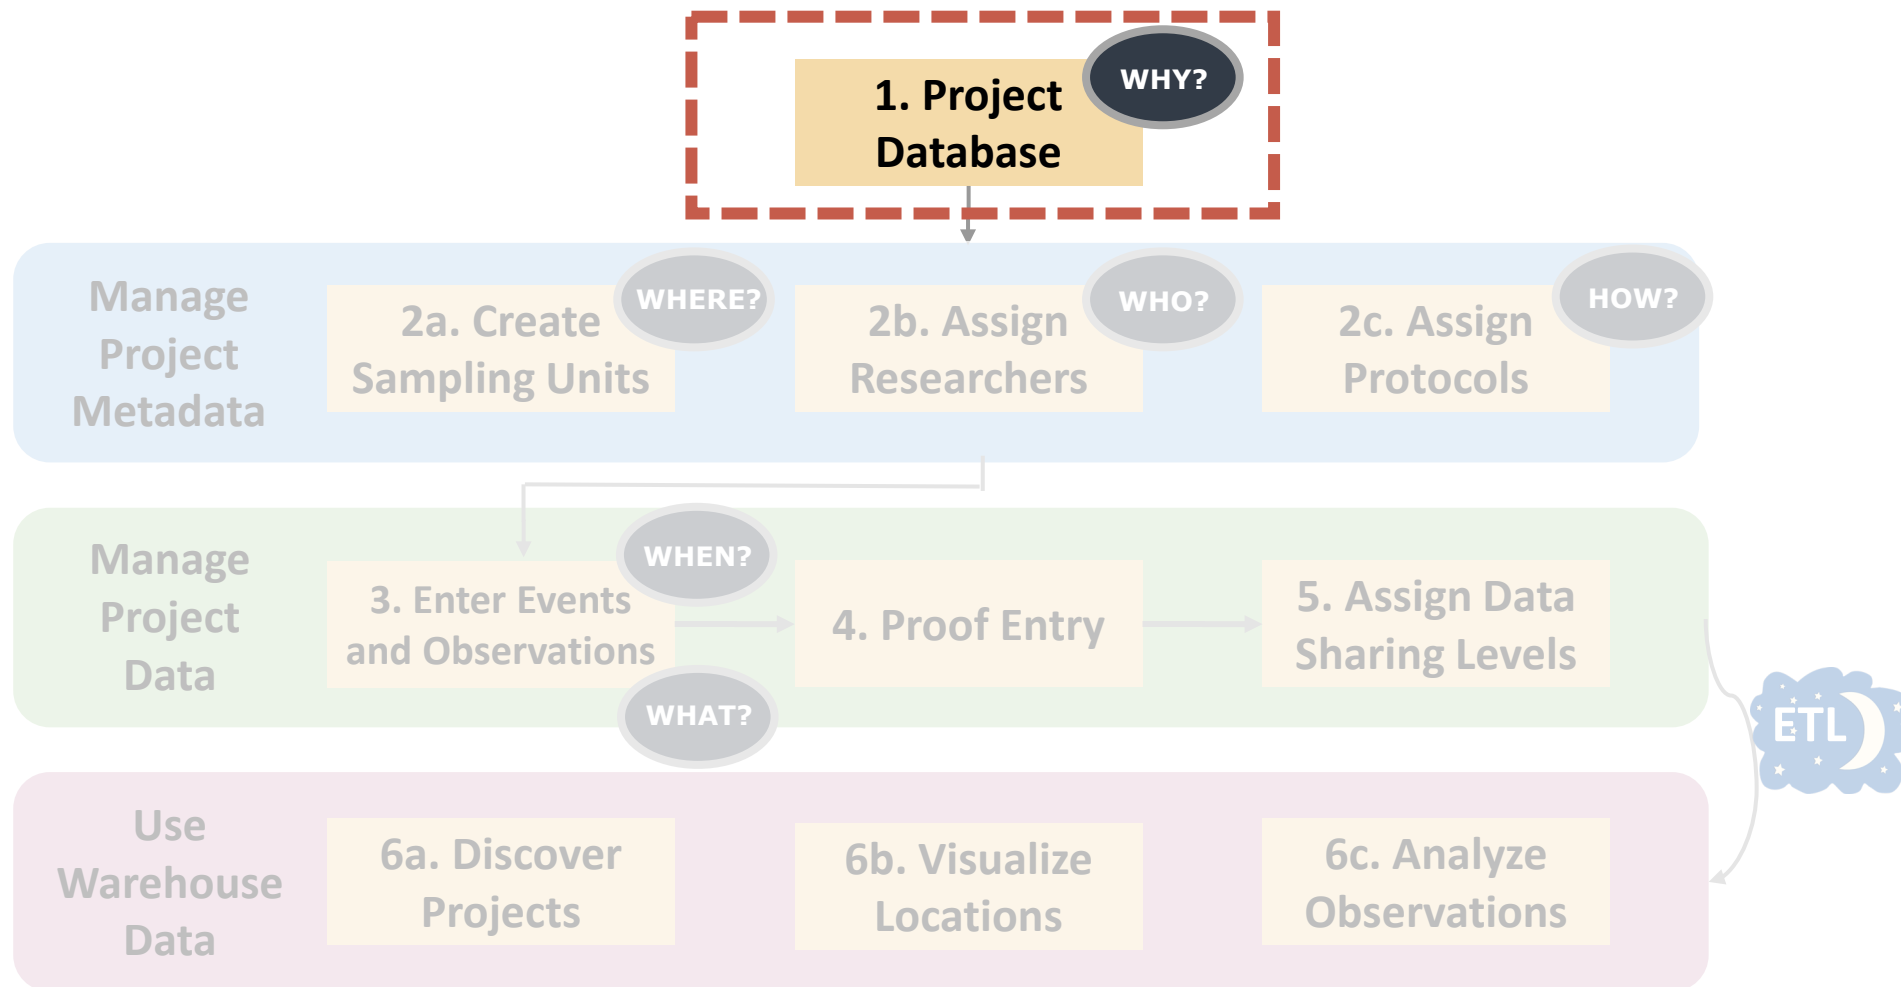 1. Project
Database
WHY?
Manage
Project
Metadata
2a. Create
Sampling Units
WHERE?
2b. Assign
Researchers
WHO?
2c. Assign
Protocols
HOW?
Manage
Project
Data
3. Enter Events
and Observations
WHEN?
WHAT?
4. Proof Entry
5. Assign Data
Sharing Levels
ETL
Use
Warehouse
Data
6a. Discover
Projects
6b. Visualize
Locations
6c. Analyze
Observations